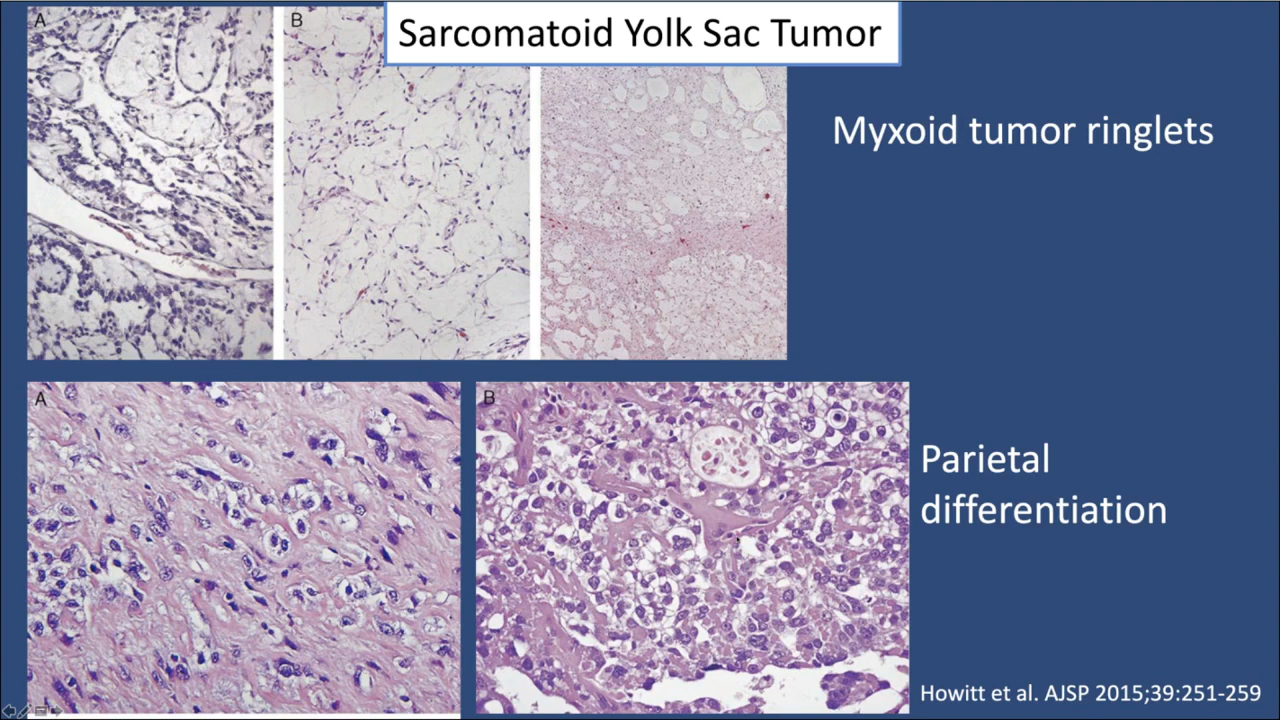 A
B
Sarcomatoid Yolk Sac Tumor
Myxoid tumor ringlets
A
B
Parietal
differentiation
Howitt et al. AJSP 2015;39:251-259